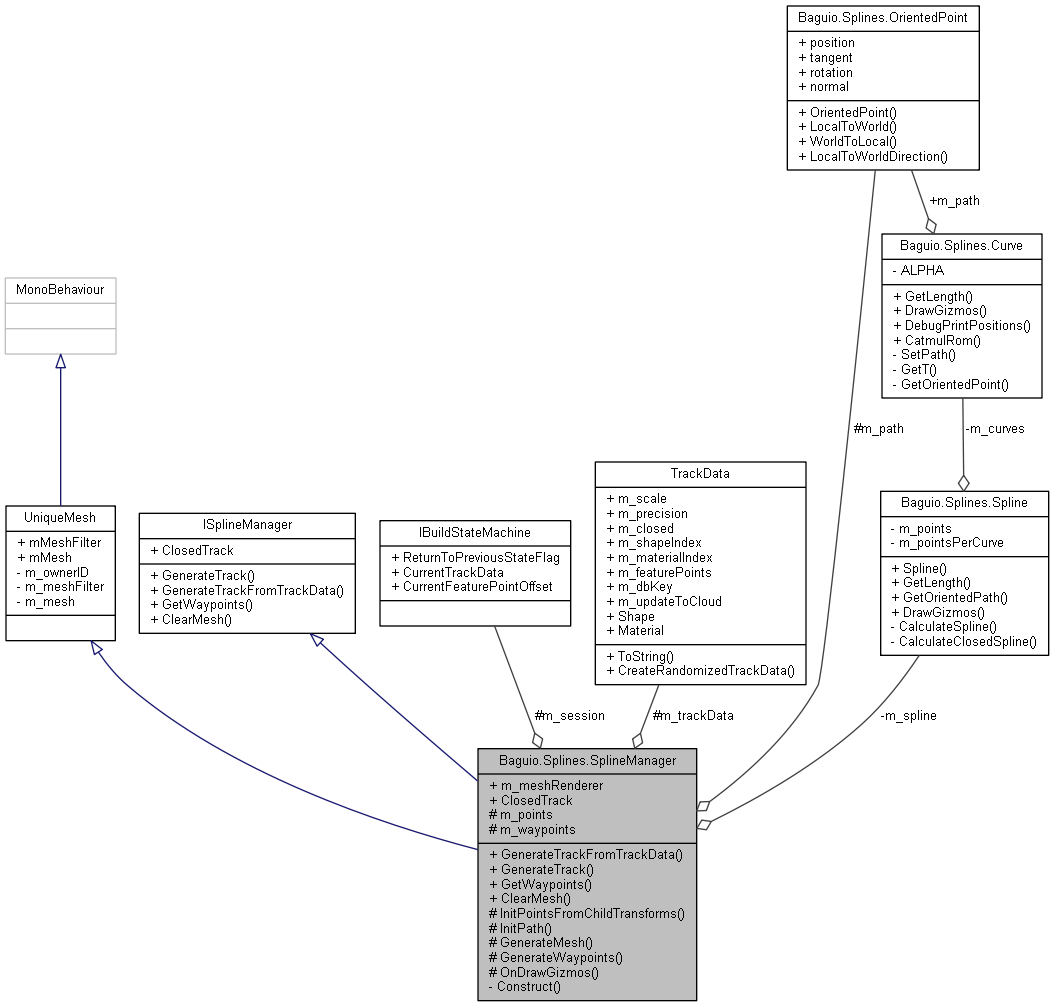 Baguio.Splines.OrientedPoint
+ position
+ tangent
+ rotation
+ normal
+ OrientedPoint()
+ LocalToWorld()
+ WorldToLocal()
+ LocalToWorldDirection()
+m_path
Baguio.Splines.Curve
- ALPHA
+ GetLength()
+ DrawGizmos()
+ DebugPrintPositions()
+ CatmulRom()
- SetPath()
- GetT()
- GetOrientedPoint()
MonoBehaviour
#m_path
-m_curves
TrackData
+ m_scale
+ m_precision
+ m_closed
+ m_shapeIndex
+ m_materialIndex
+ m_featurePoints
+ m_dbKey
+ m_updateToCloud
+ Shape
+ Material
+ ToString()
+ CreateRandomizedTrackData()
Baguio.Splines.Spline
- m_points
- m_pointsPerCurve
+ Spline()
+ GetLength()
+ GetOrientedPath()
+ DrawGizmos()
- CalculateSpline()
- CalculateClosedSpline()
UniqueMesh
+ mMeshFilter
+ mMesh
- m_ownerID
- m_meshFilter
- m_mesh
ISplineManager
+ ClosedTrack
+ GenerateTrack()
+ GenerateTrackFromTrackData()
+ GetWaypoints()
+ ClearMesh()
IBuildStateMachine
+ ReturnToPreviousStateFlag
+ CurrentTrackData
+ CurrentFeaturePointOffset
#m_session
#m_trackData
-m_spline
Baguio.Splines.SplineManager
+ m_meshRenderer
+ ClosedTrack
# m_points
# m_waypoints
+ GenerateTrackFromTrackData()
+ GenerateTrack()
+ GetWaypoints()
+ ClearMesh()
# InitPointsFromChildTransforms()
# InitPath()
# GenerateMesh()
# GenerateWaypoints()
# OnDrawGizmos()
- Construct()